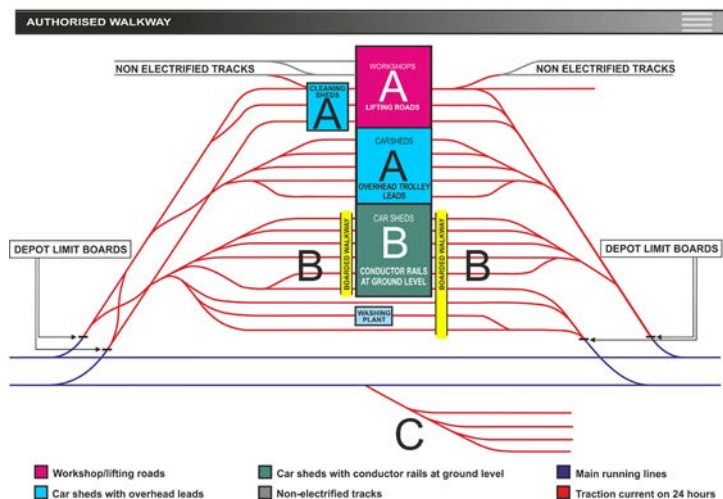 AUTHORISED WALKWAY
NON ELECTRIFIED TRACKS
WORKSHOPS
A
LIFTING ROADS
NON ELECTRIFIED TRACKS
CLEANING
SHEDS
A
CARSHEDS
A
OVERHEAD TROLLEY
LEADS
DEPOT LIMIT BOARDS
B
BOARDED WALKWAY
CAR SHEDS
B
CONDUCTOR RAILS
AT GROUND LEVEL
BOARDED WALKWAY
B
DEPOT LIMIT BOARDS
WASHING
PLANT
C
Workshop/lifting roads
Car sheds with conductor rails at ground level
Main running lines
Car sheds with overhead leads
Non-electrified tracks
Traction current on 24 hours